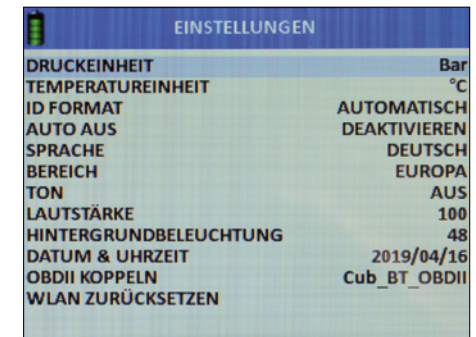 EINSTELLUNGEN
DRUCKEINHEIT Bar
TEMPERATUREINHEIT °C
ID FORMAT AUTOMATISCH
AUTO AUS DEAKTIVIEREN
SPRACHE DEUTSCH
BEREICH EUROPA
TON AUS
LAUTSTÄRKE 100
HINTERGRUNDBELEUCHTUNG 48
DATUM & UHRZEIT 2019/04/16
OBDII KOPPELN Cub_BT_OBDII
WLAN ZURÜCKSETZEN